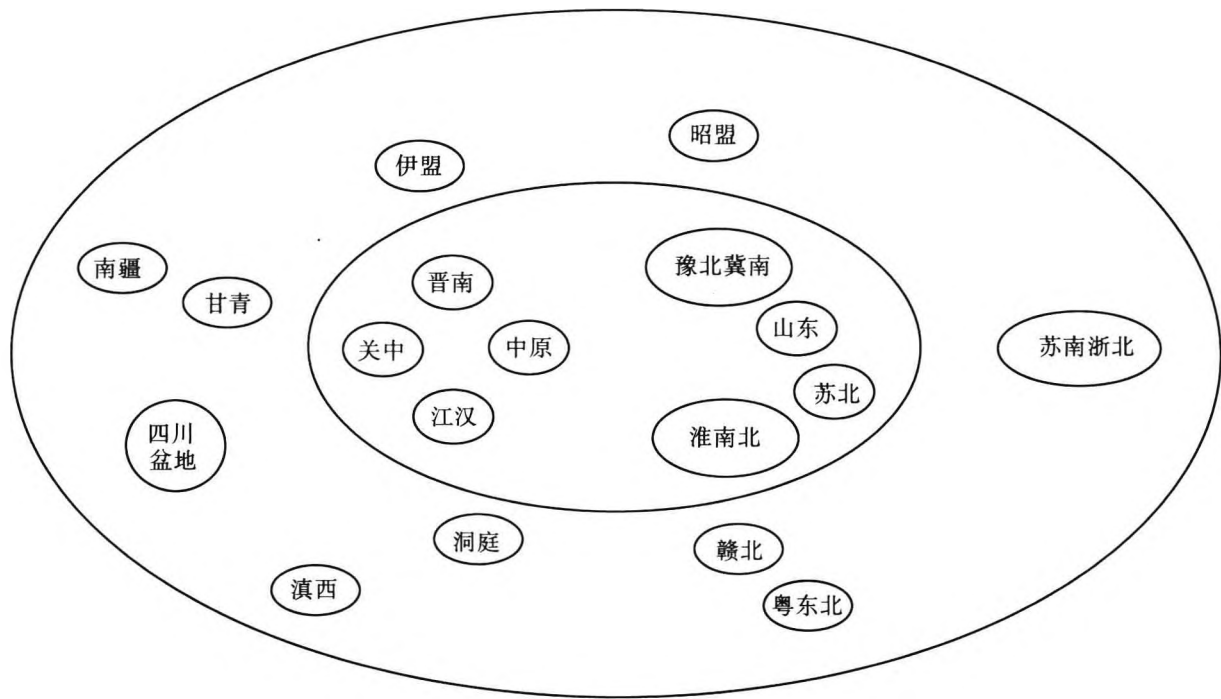 昭盟
伊盟
南疆
甘青
晋南
豫北冀南
关中
中原
山东
苏南浙北
苏北
江汉
淮南北
四川
盆地
洞庭
赣北
滇西
粤东北